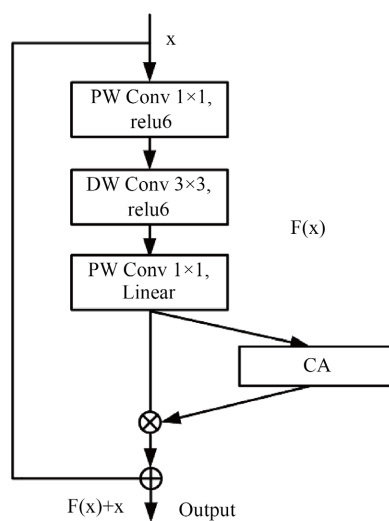 x
PW Conv 1×1,
relu6
DW Conv 3×3,
relu6
F(x)
PW Conv 1×1,
Linear
CA
F(x)+x
Output